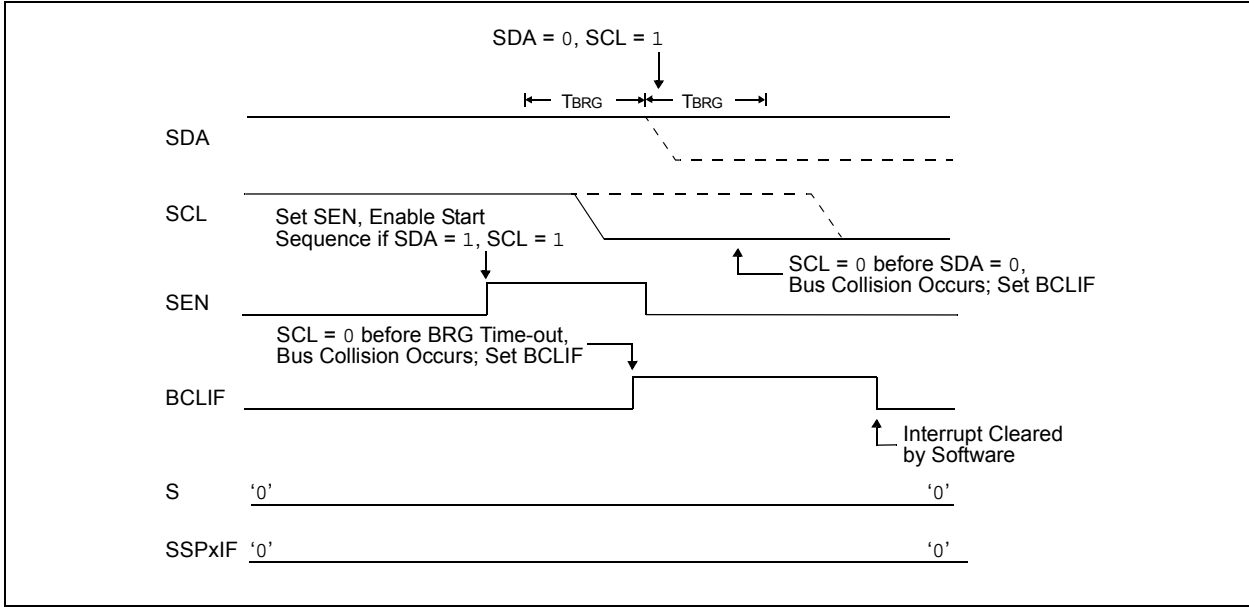 SDA = 0, SCL = 1
TBRG TBRG
SDA
SCL
Set SEN, Enable Start
Sequence if SDA = 1, SCL = 1
SCL = 0 before SDA = 0,
Bus Collision Occurs; Set BCLIF
SEN
SCL = 0 before BRG Time-out,
Bus Collision Occurs; Set BCLIF
BCLIF
Interrupt Cleared
by Software
S ‘0’ ‘0’
SSPxIF ‘0’ ‘0’